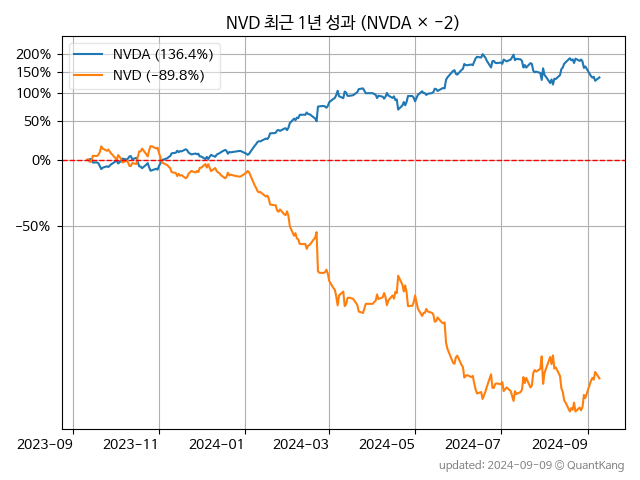 NVD 최근 1년 성과 (NVDA × −2)
NVDA (136.4%)
NVD (−89.8%)
200%
150%
100%
50%
0%
−50%
2023-09 2023-11 2024-01 2024-03 2024-05 2024-07 2024-09
updated: 2024-09-09 © QuantKang